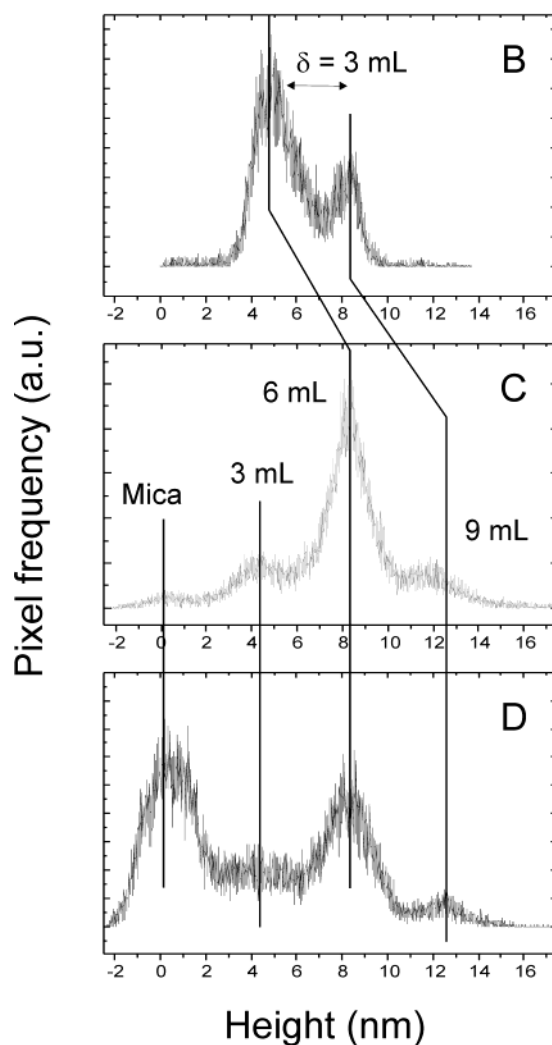 B
δ = 3 mL
-2 0 2 4 6 8 10 12 14 16
C
6 mL
3 mL
Mica
9 mL
-2 0 2 4 6 8 10 12 14 16
D
-2 0 2 4 6 8 10 12 14 16
Pixel frequency (a.u.)
Height (nm)